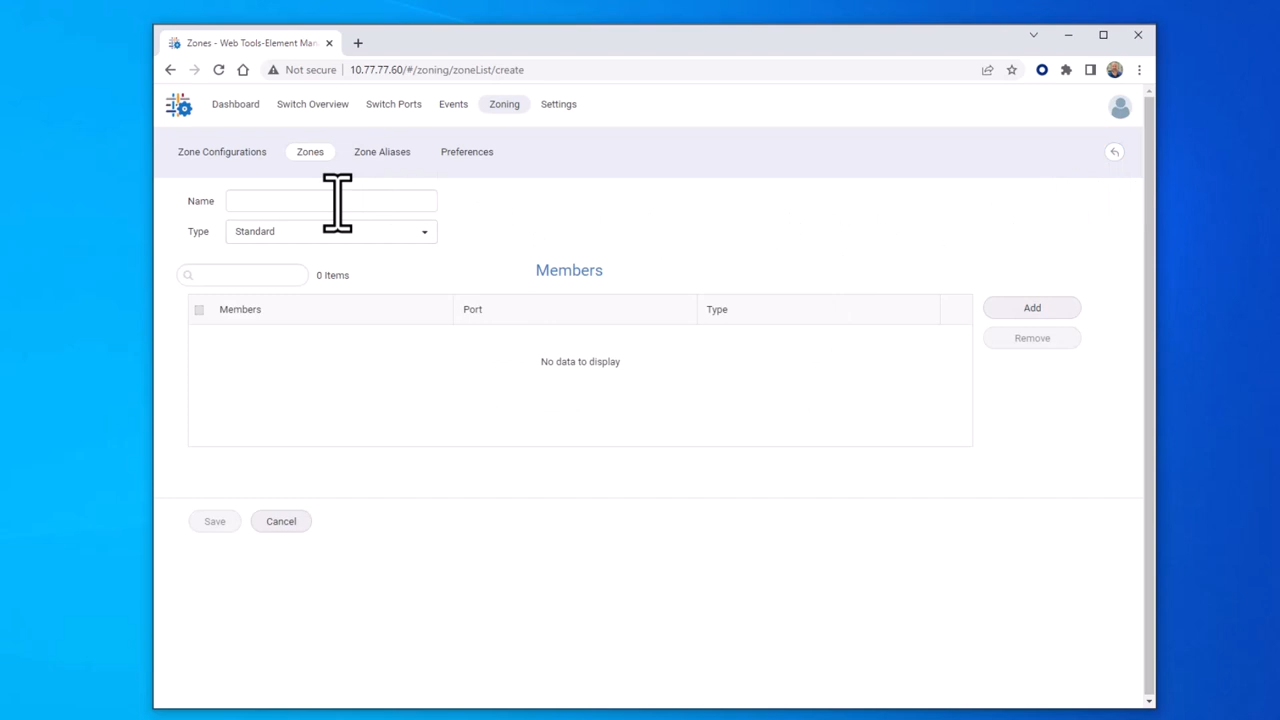 Zones - Web Tools-Element Man
Not secure 10.77.77.60/#/zoning/zoneList/create
Dashboard Switch Overview Switch Ports Events Zoning Settings
Zone Configurations Zones Zone Aliases Preferences
Name
Type Standard
0 Items
Members
Members Port Type
Add
Remove
No data to display
Save Cancel